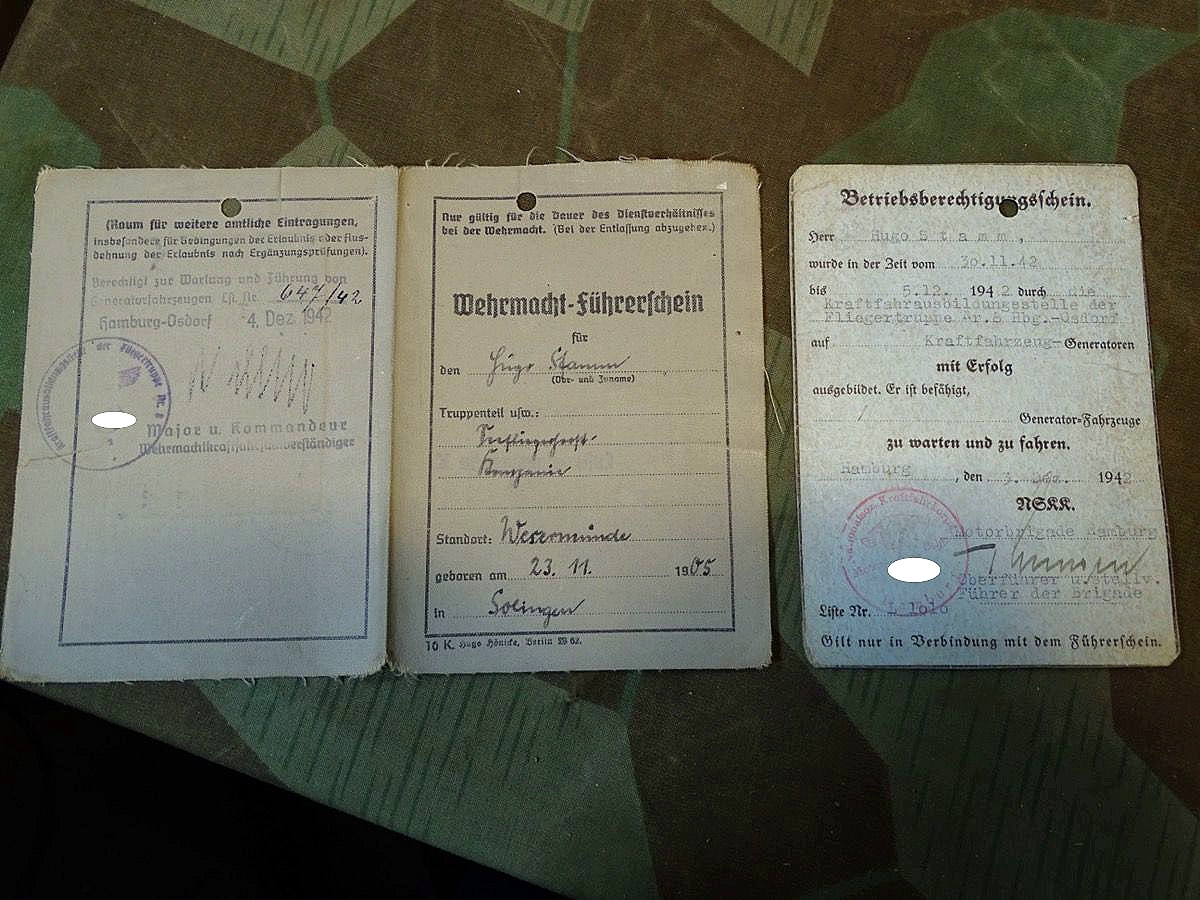 (Raum für weitere amtliche Eintragungen,
insbesondere für Bedingungen der Erlaubnis oder Aus-
dehnung der Erlaubnis nach Ergänzungsprüfungen).
Berechtigt zur Wartung und Führung von
Generatorfahrzeugen Lst. Nr. 647/42
Hamburg-Osdorf 4. Dez 1942
Major u. Kommandeur
Nur gültig für die Dauer des Dienstverhältnisses
bei der Wehrmacht. (Bei der Entlassung abzugeben.)
Wehrmacht-Führerschein
für
den Hugo Stamm
(Vor- und Zuname)
Truppenteil usw.:
Kompanie
Standort: Wesermünde
geboren am 23. 11. 1905
in Solingen
10 K. Hugo Hönicke, Berlin W 62.
Betriebsberechtigungsschein.
Herr Hugo Stamm,
wurde in der Zeit vom 30.11.42
bis 5.12. 1942 durch die
Kraftfahrausbildungsstelle der
Fliegertruppe Nr.8 Hbg.-Osdorf
auf Kraftfahrzeug-Generatoren
mit Erfolg
ausgebildet. Er ist befähigt,
/ Generator-Fahrzeuge
zu warten und zu fahren.
Hamburg, den Dez. 1942
NSKK.
Motorbrigade Hamburg
Oberführer u. stellv.
Führer der Brigade
Liste Nr. L 1016
Gilt nur in Verbindung mit dem Führerschein.